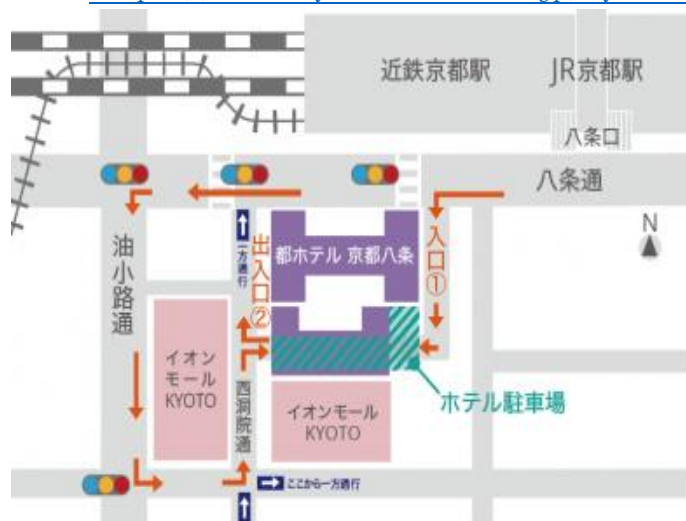 近鉄京都駅
JR京都駅
八条口
八条通
N
油小路通
一方通行
出入口②
都ホテル 京都八条
入口①
イオン
モール
KYOTO
西洞院通
イオンモール
KYOTO
ホテル駐車場
ここから一方通行